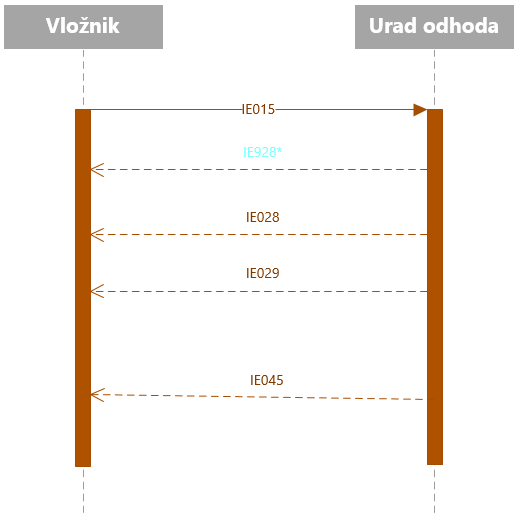 Vložnik
Urad odhoda
IE015
IE928*
IE028
IE029
IE045